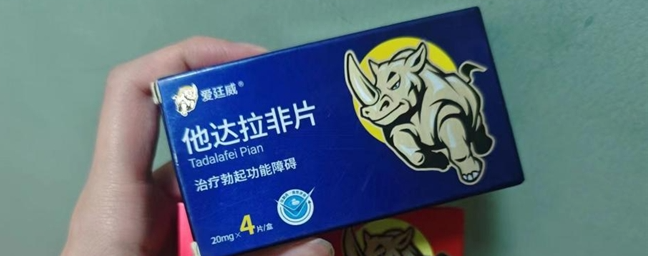 爱廷威®
他达拉非片
Tadalafei Pian
治疗勃起功能障碍
20mg×4片/盒